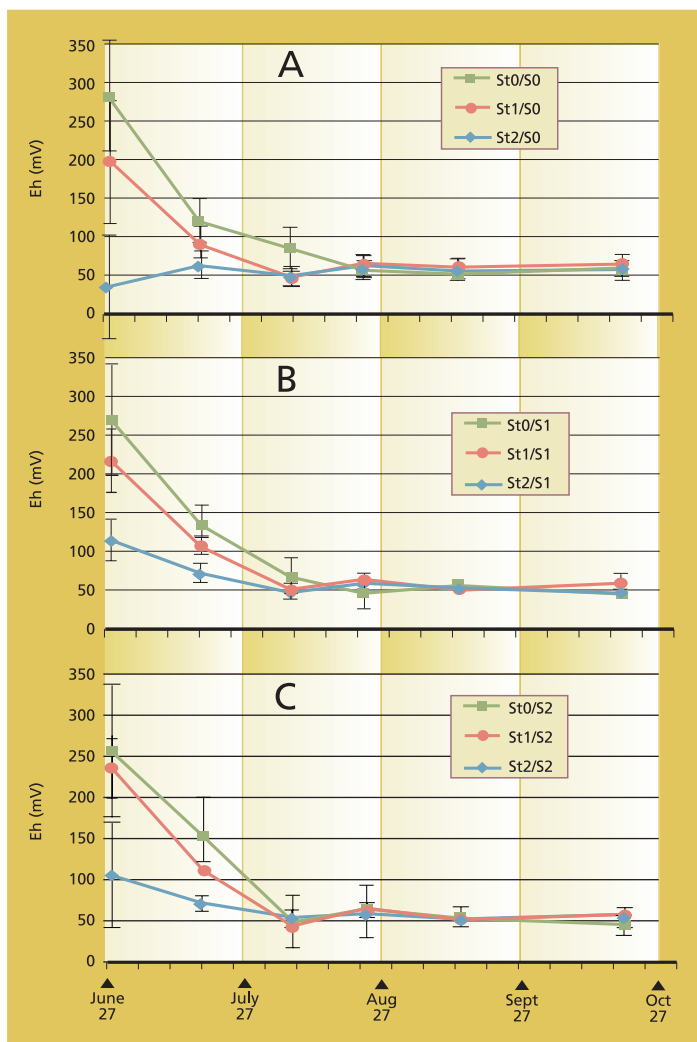 350
300
250
200
150
100
50
0
Eh (mV)
A
St0/S0
St1/S0
St2/S0
350
300
250
200
150
100
50
0
Eh (mV)
B
St0/S1
St1/S1
St2/S1
350
300
250
200
150
100
50
0
Eh (mV)
C
St0/S2
St1/S2
St2/S2
June
27
July
27
Aug
27
Sept
27
Oct
27